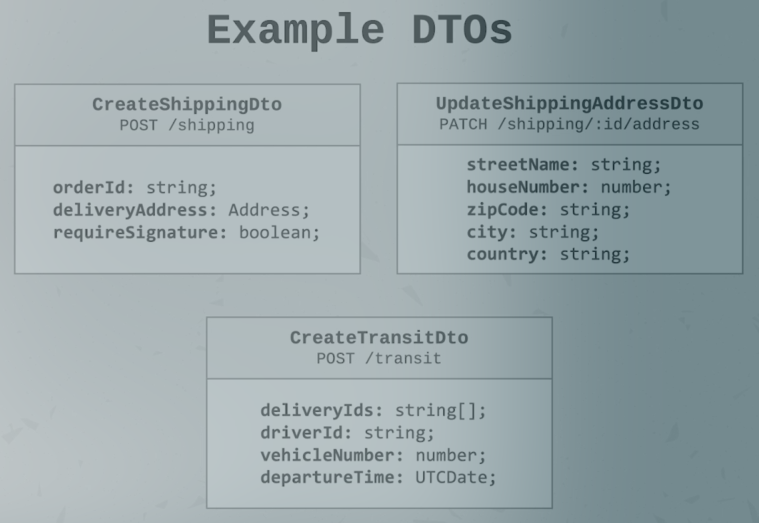 Example DTOs
CreateShippingDto
POST /shipping
orderId: string;
deliveryAddress: Address;
requireSignature: boolean;
UpdateShippingAddressDto
PATCH /shipping/:id/address
streetName: string;
houseNumber: number;
zipCode: string;
city: string;
country: string;
CreateTransitDto
POST /transit
deliveryIds: string[];
driverId: string;
vehicleNumber: number;
departureTime: UTCDate;